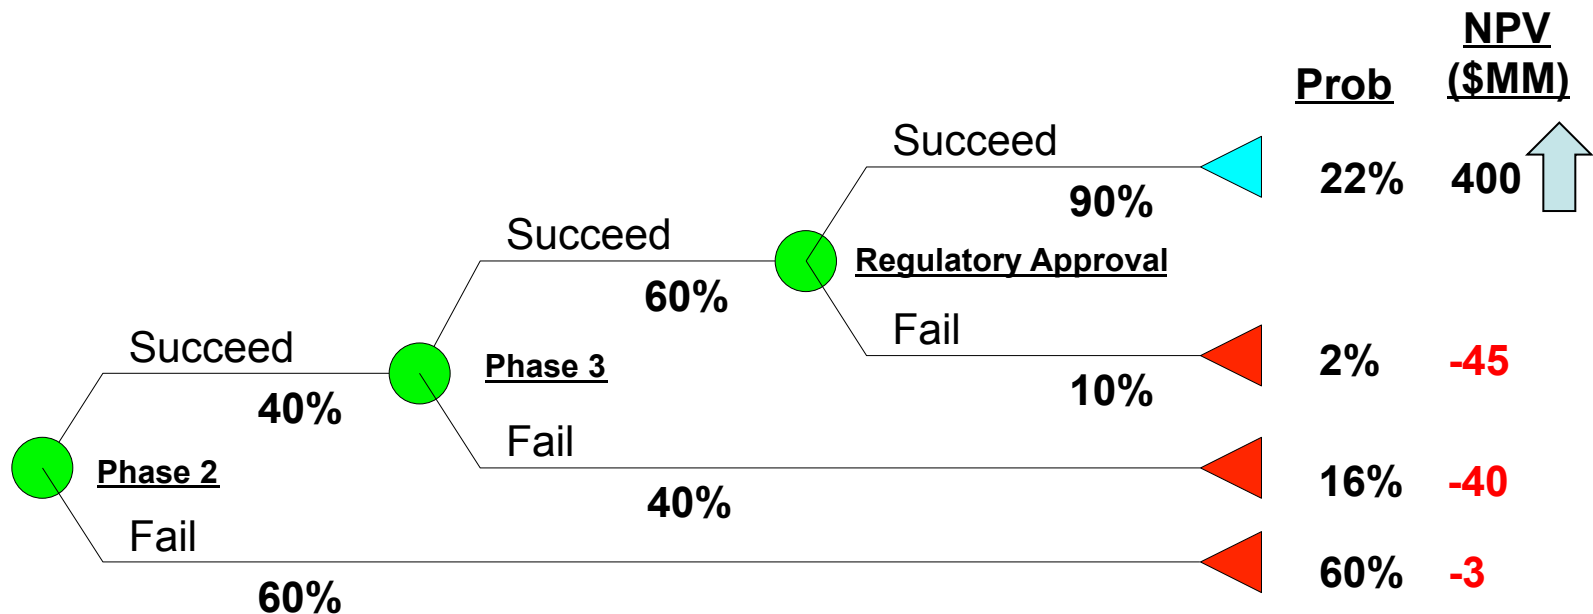 NPV
Prob ($MM)
Succeed
90%
22% 400
Succeed
60%
Regulatory Approval
Fail
10%
2% -45
Succeed
40%
Phase 3
Fail
40%
16% -40
Phase 2
Fail
60%
60% -3